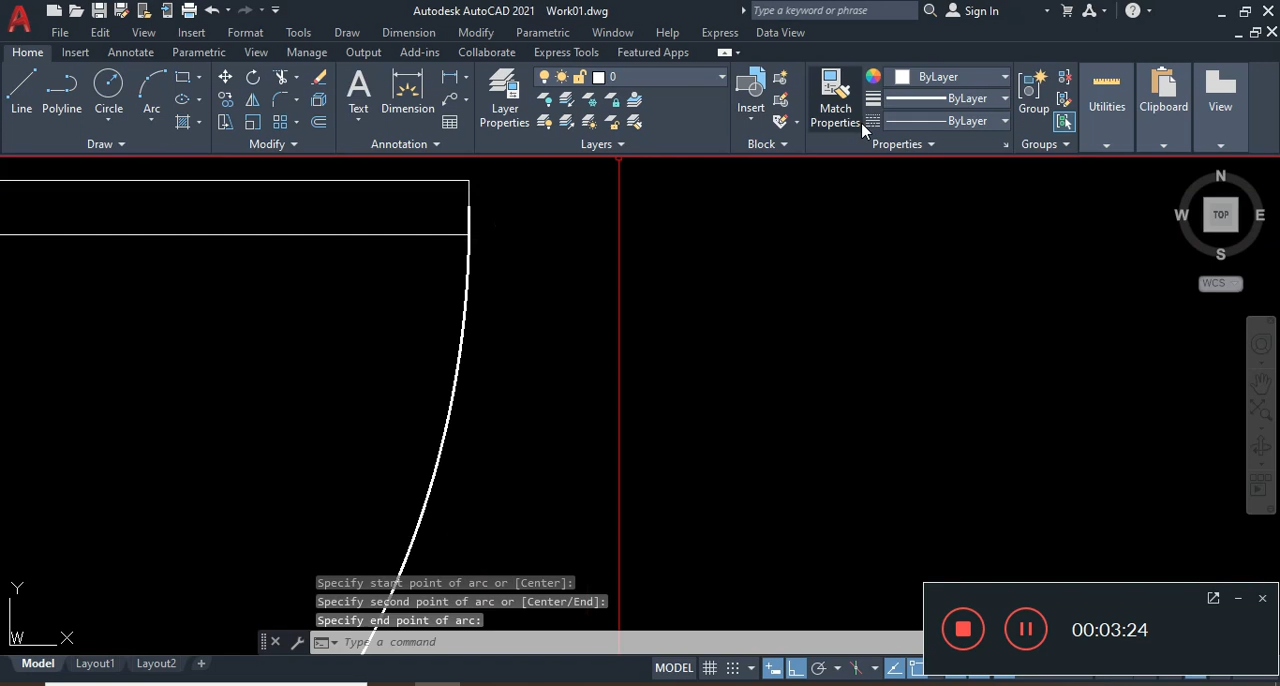 Autodesk AutoCAD 2021 Work01.dwg
Type a keyword or phrase
Sign In
File Edit View Insert Format Tools Draw Dimension Modify Parametric Window Help Express Data View
Home Insert Annotate Parametric View Manage Output Add-ins Collaborate Express Tools Featured Apps
Line Polyline Circle Arc
Text Dimension
Layer
Properties
0
Insert
Match
Properties
ByLayer
ByLayer
ByLayer
Group
Utilities
Clipboard
View
Draw Modify Annotation Layers Block Properties Groups
N
W TOP E
S
WCS
Y
W X
Specify start point of arc or [Center]:
Specify second point of arc or [Center/End]:
Specify end point of arc:
Type a command
00:03:24
Model Layout1 Layout2 +
MODEL